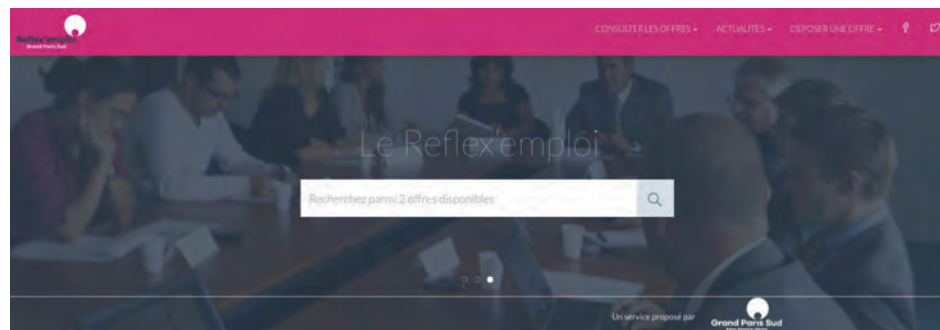 Reflex'emploi
Grand Paris Sud
CONSULTER LES OFFRES
ACTUALITES
DEPOSER UNE OFFRE
Le Reflex'emploi
Recherchez parmi 2 offres disponibles
Un service proposé par
Grand Paris Sud